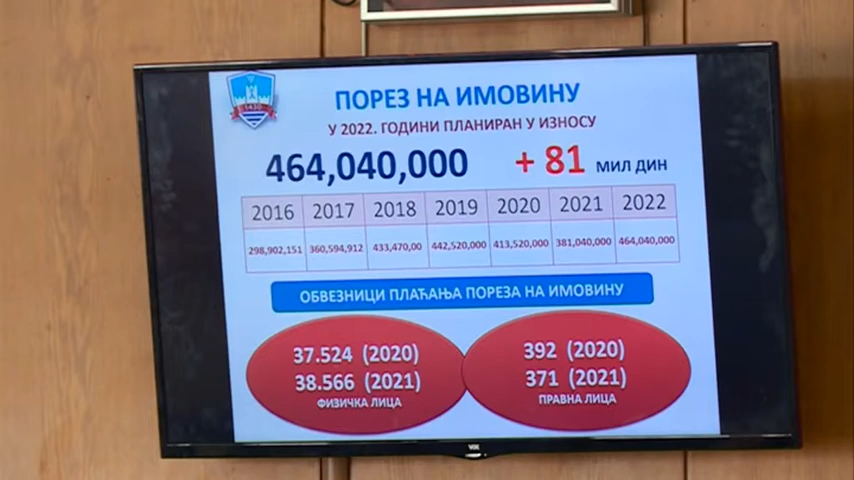 1430
ПОРЕЗ НА ИМОВИНУ
У 2022. ГОДИНИ ПЛАНИРАН У ИЗНОСУ
464,040,000 + 81 МИЛ ДИН
2016 2017 2018 2019 2020 2021 2022
298,902,151 360,594,912 433,470,00 442,520,000 413,520,000 381,040,000 464,040,000
ОБВЕЗНИЦИ ПЛАЋАЊА ПОРЕЗА НА ИМОВИНУ
37.524 (2020)
38.566 (2021)
ФИЗИЧКА ЛИЦА
392 (2020)
371 (2021)
ПРАВНА ЛИЦА
VOX